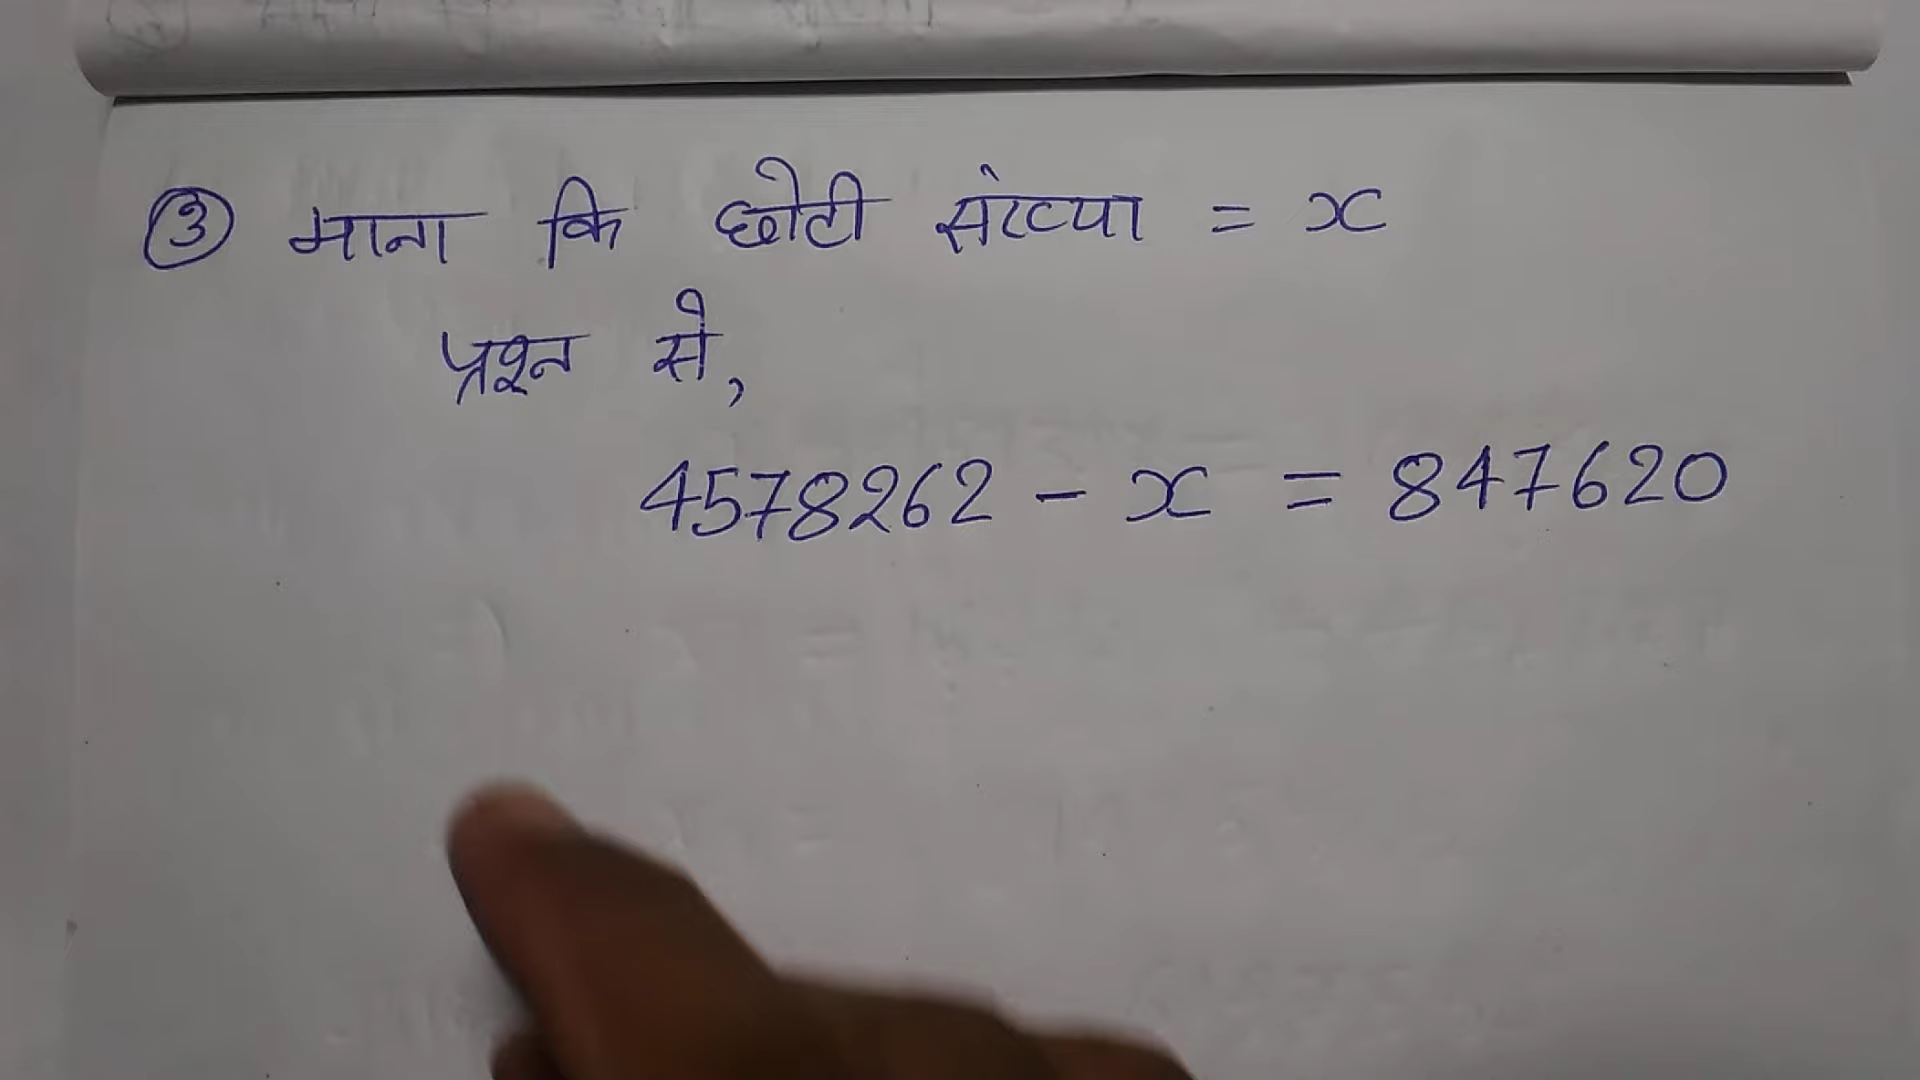 ③ माना कि छोटी संख्या = x
प्रश्न से,
4578262 - x = 847620